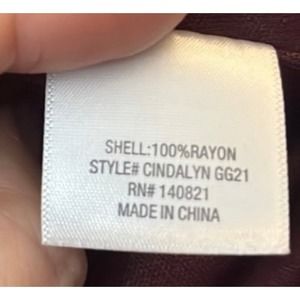 SHELL:100%RAYON
STYLE# CINDALYN GG21
RN# 140821
MADE IN CHINA